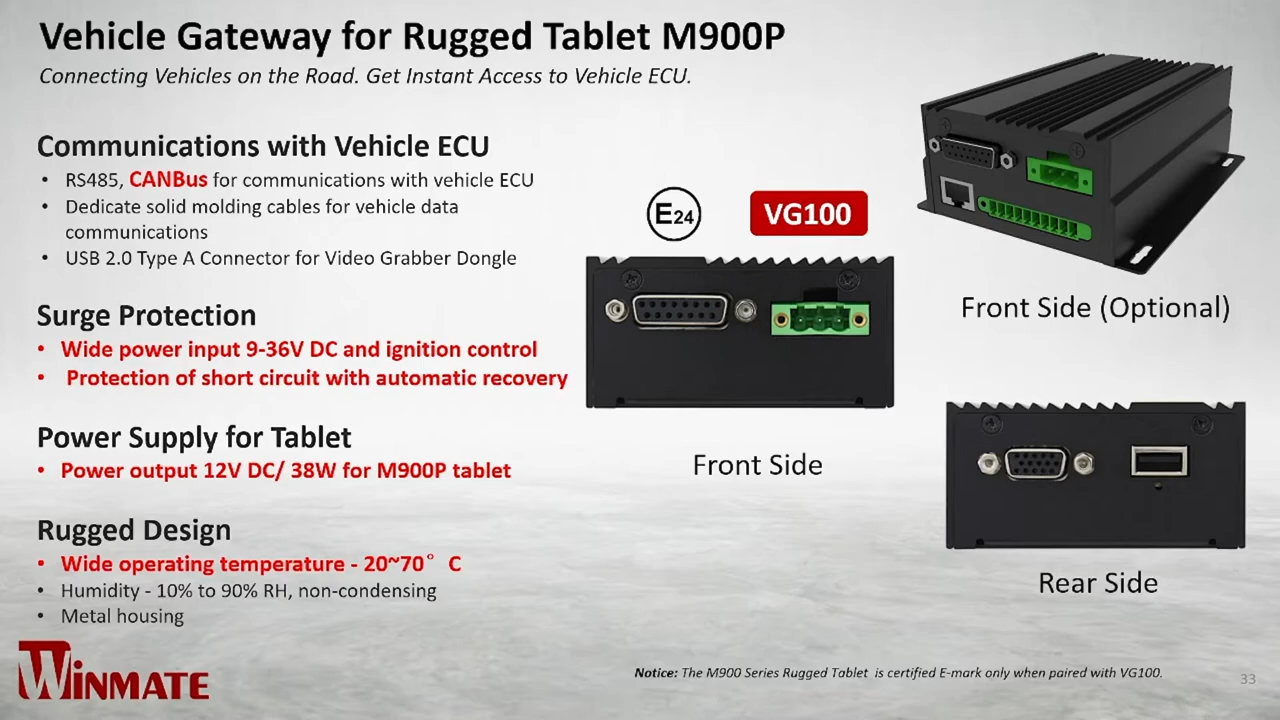 Vehicle Gateway for Rugged Tablet M900P
Connecting Vehicles on the Road. Get Instant Access to Vehicle ECU.
Communications with Vehicle ECU
• RS485, CANBus for communications with vehicle ECU
• Dedicate solid molding cables for vehicle data
communications
• USB 2.0 Type A Connector for Video Grabber Dongle
Surge Protection
• Wide power input 9-36V DC and ignition control
• Protection of short circuit with automatic recovery
Power Supply for Tablet
• Power output 12V DC/ 38W for M900P tablet
Rugged Design
• Wide operating temperature - 20~70° C
• Humidity - 10% to 90% RH, non-condensing
• Metal housing
E24
VG100
Front Side
Front Side (Optional)
Rear Side
WINMATE
Notice: The M900 Series Rugged Tablet is certified E-mark only when paired with VG100.
33